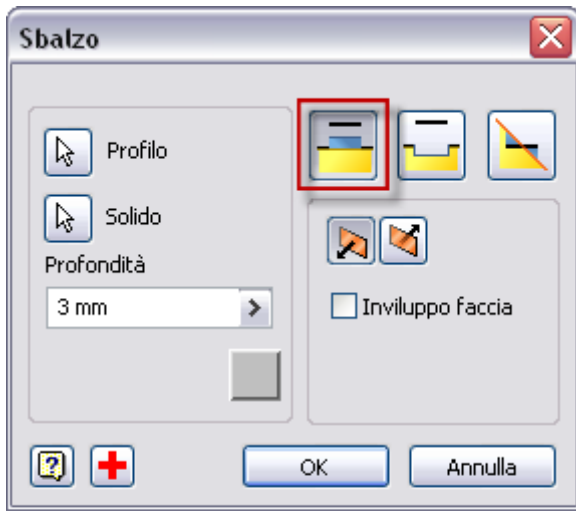 Sbalzo
Profilo
Solido
Profondità
3 mm
Inviluppo faccia
OK
Annulla